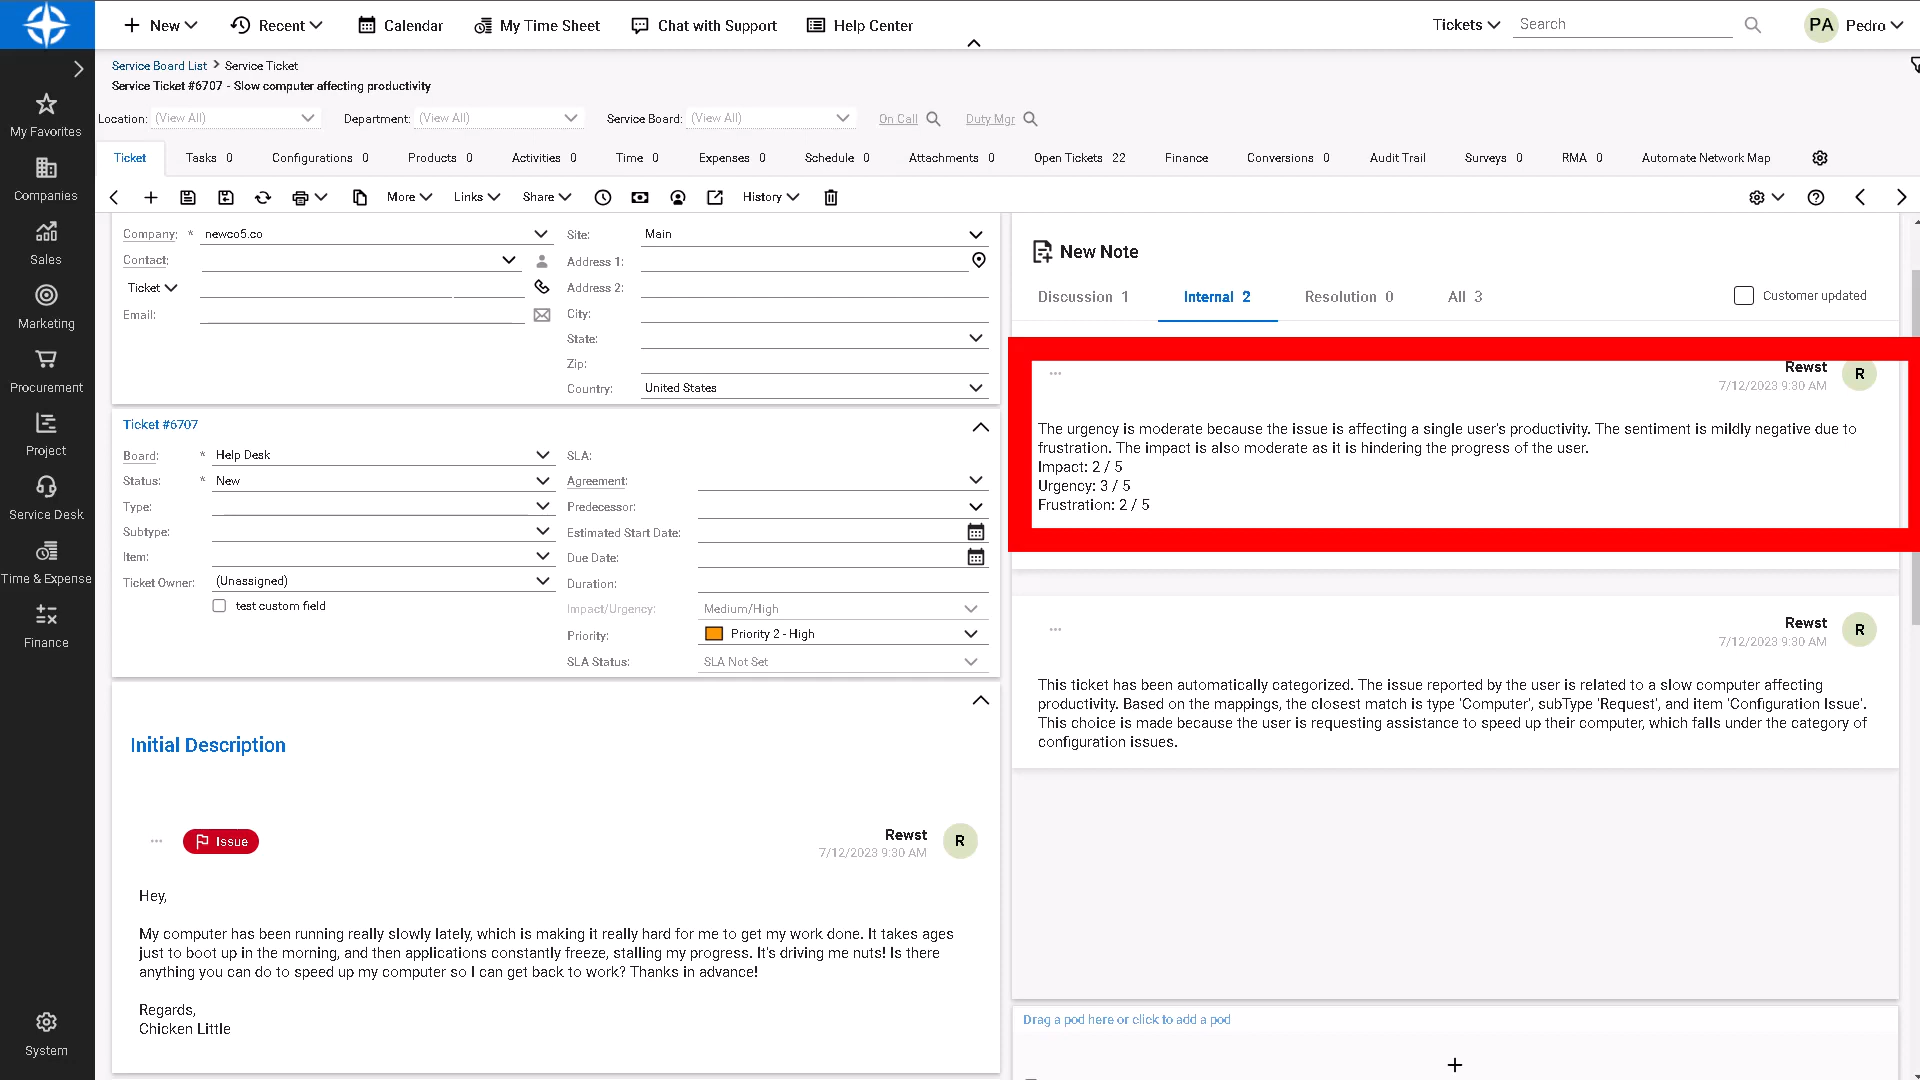 New
Recent
Calendar
My Time Sheet
Chat with Support
Help Center
Tickets
Search
PA
Pedro
Service Board List > Service Ticket
Service Ticket #6707 - Slow computer affecting productivity
Location: (View All)
Department: (View All)
Service Board: (View All)
On Call
Duty Mgr
Ticket
Tasks 0
Configurations 0
Products 0
Activities 0
Time 0
Expenses 0
Schedule 0
Attachments 0
Open Tickets 22
Finance
Conversions 0
Audit Trail
Surveys 0
RMA 0
Automate Network Map
More
Links
Share
History
My Favorites
Companies
Sales
Marketing
Procurement
Project
Service Desk
Time & Expense
Finance
System
Company: * newco5.co
Contact:
Ticket
Email:
Site: Main
Address 1:
Address 2:
City:
State:
Zip:
Country: United States
Ticket #6707
Board: * Help Desk
Status: * New
Type:
Subtype:
Item:
Ticket Owner: (Unassigned)
test custom field
SLA:
Agreement:
Predecessor:
Estimated Start Date:
Due Date:
Duration:
Impact/Urgency: Medium/High
Priority: Priority 2 - High
SLA Status: SLA Not Set
Initial Description
Issue
Rewst
7/12/2023 9:30 AM
R
Hey,
My computer has been running really slowly lately, which is making it really hard for me to get my work done. It takes ages
just to boot up in the morning, and then applications constantly freeze, stalling my progress. It's driving me nuts! Is there
anything you can do to speed up my computer so I can get back to work? Thanks in advance!
Regards,
Chicken Little
New Note
Discussion 1
Internal 2
Resolution 0
All 3
Customer updated
Rewst
7/12/2023 9:30 AM
R
The urgency is moderate because the issue is affecting a single user's productivity. The sentiment is mildly negative due to
frustration. The impact is also moderate as it is hindering the progress of the user.
Impact: 2 / 5
Urgency: 3 / 5
Frustration: 2 / 5
Rewst
7/12/2023 9:30 AM
R
This ticket has been automatically categorized. The issue reported by the user is related to a slow computer affecting
productivity. Based on the mappings, the closest match is type 'Computer', subType 'Request', and item 'Configuration Issue'.
This choice is made because the user is requesting assistance to speed up their computer, which falls under the category of
configuration issues.
Drag a pod here or click to add a pod